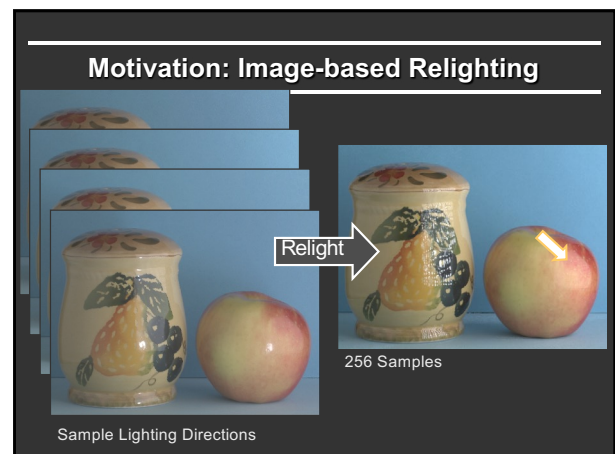 Motivation: Image-based Relighting
Relight
256 Samples
Sample Lighting Directions